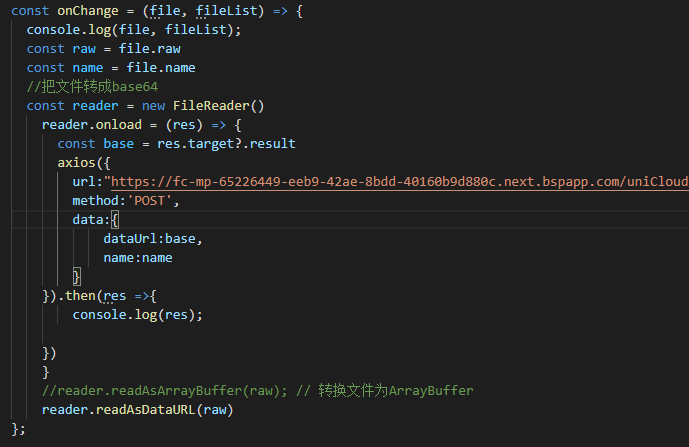 const onChange = (file, fileList) => {
  console.log(file, fileList);
  const raw = file.raw
  const name = file.name
  //把文件转成base64
  const reader = new FileReader()
    reader.onload = (res) => {
      const base = res.target?.result
      axios({
        url:"https://fc-mp-65226449-eeb9-42ae-8bdd-40160b9d880c.next.bspapp.com/uniCloud
        method:'POST',
        data:{
            dataUrl:base,
            name:name
        }
    }).then(res =>{
        console.log(res);
    })
    }
    //reader.readAsArrayBuffer(raw); // 转换文件为ArrayBuffer
    reader.readAsDataURL(raw)
};